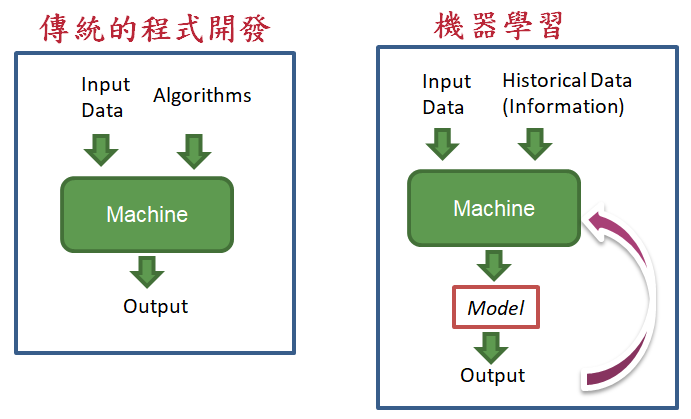 傳統的程式開發
Input
Data
Algorithms
Machine
Output
機器學習
Input
Data
Historical Data
(Information)
Machine
Model
Output